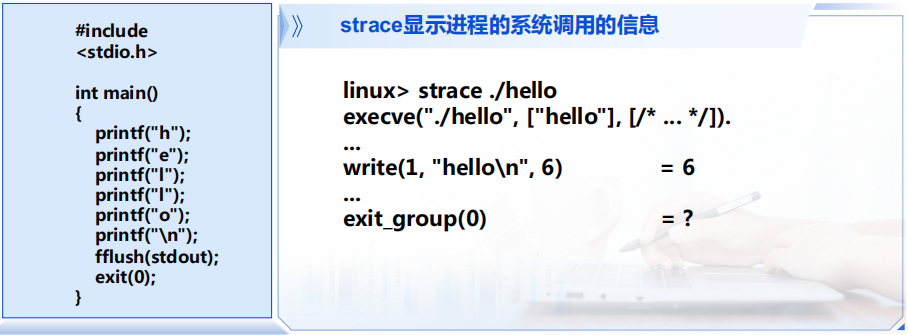 #include
<stdio.h>
int main()
{
printf("h");
printf("e");
printf("l");
printf("l");
printf("o");
printf("\n");
fflush(stdout);
exit(0);
}
》 strace显示进程的系统调用的信息
linux> strace ./hello
execve("./hello", ["hello"], [/* ... */]).
...
write(1, "hello\n", 6) = 6
...
exit_group(0) = ?